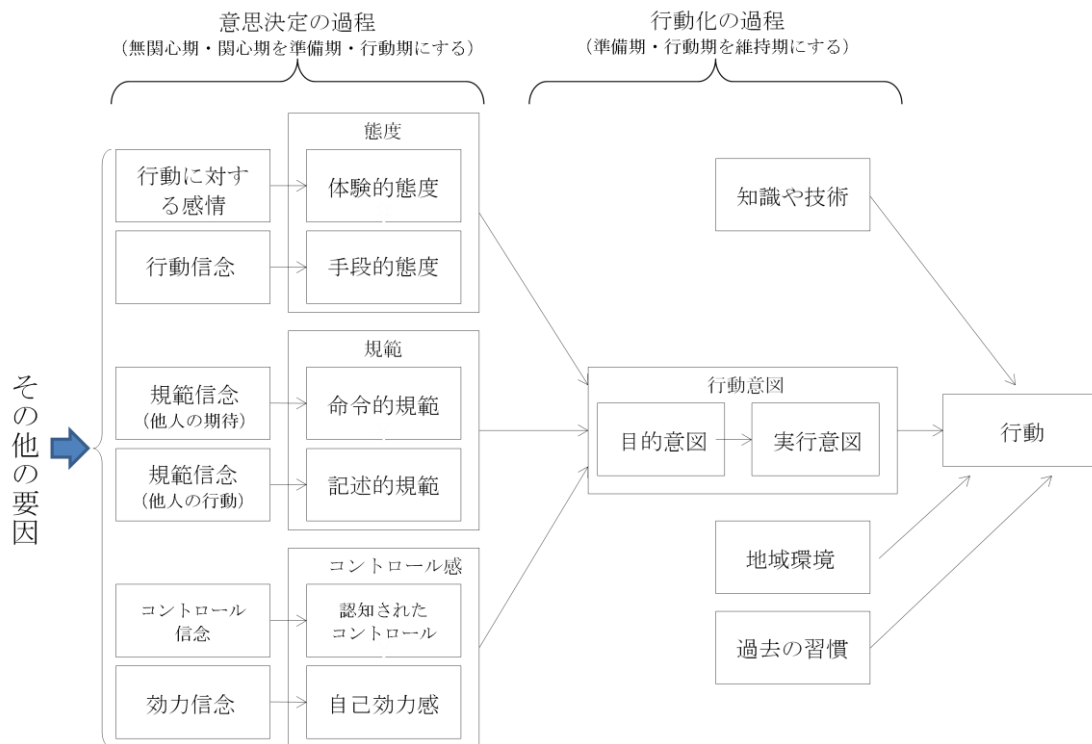 意思決定の過程
（無関心期・関心期を準備期・行動期にする）
行動化の過程
（準備期・行動期を維持期にする）
その他の要因
行動に対す
る感情
行動信念
規範信念
（他人の期待）
規範信念
（他人の行動）
コントロール
信念
効力信念
態度
体験的態度
手段的態度
規範
命令的規範
記述的規範
コントロール感
認知された
コントロール
自己効力感
行動意図
目的意図
実行意図
知識や技術
地域環境
過去の習慣
行動